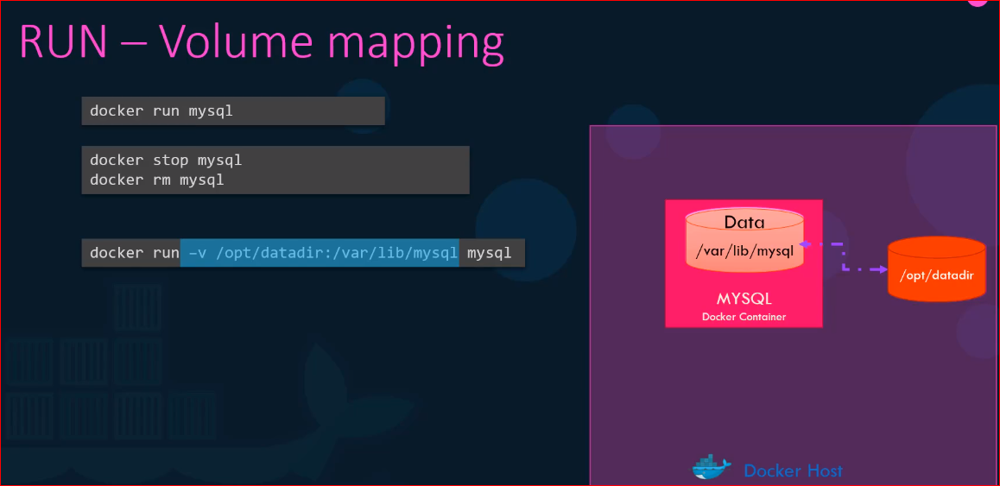 RUN – Volume mapping
docker run mysql
docker stop mysql
docker rm mysql
docker run -v /opt/datadir:/var/lib/mysql mysql
Data
/var/lib/mysql
/opt/datadir
MYSQL
Docker Container
Docker Host